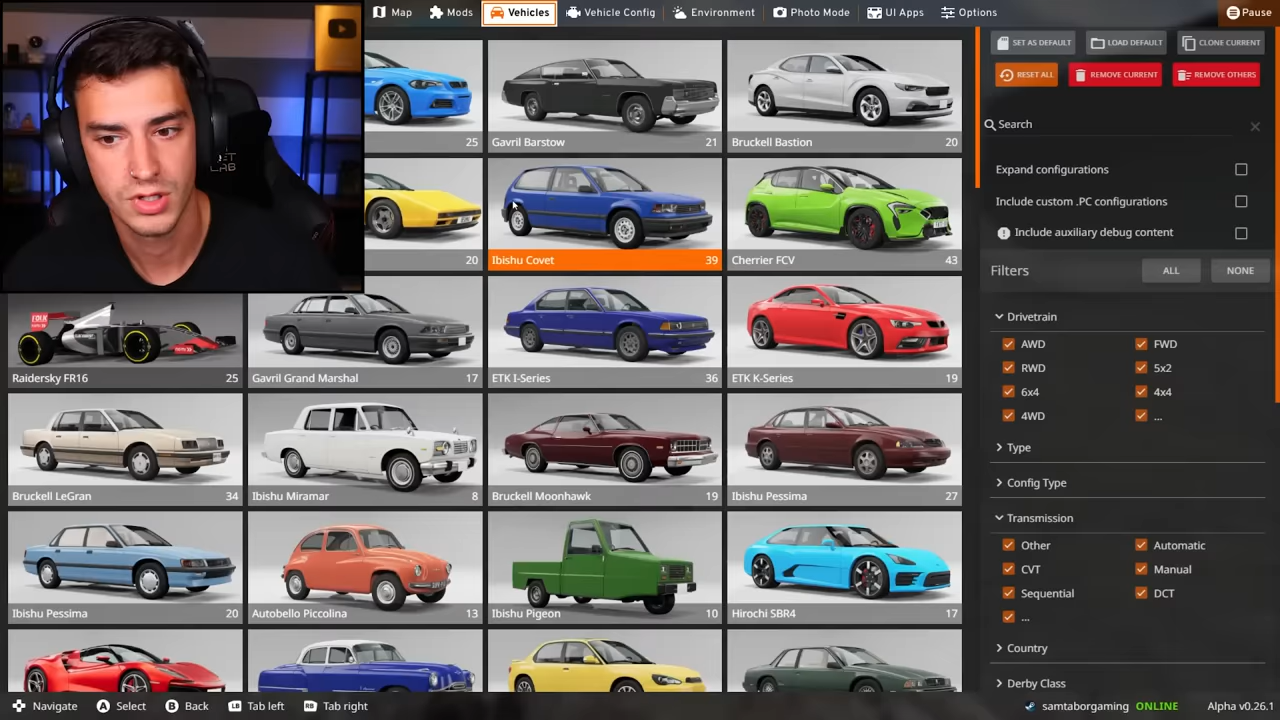 Map Mods Vehicles Vehicle Config Environment Photo Mode UI Apps Options Pause
SET AS DEFAULT LOAD DEFAULT CLONE CURRENT
RESET ALL REMOVE CURRENT REMOVE OTHERS
Search
Expand configurations
Include custom .PC configurations
Include auxiliary debug content
Filters ALL NONE
Drivetrain
AWD FWD
RWD 5x2
6x4 4x4
4WD ...
Type
Config Type
Transmission
Other Automatic
CVT Manual
Sequential DCT
...
Country
Derby Class
25
Gavril Barstow 21
Bruckell Bastion 20
20
Ibishu Covet 39
Cherrier FCV 43
Raidersky FR16 25
Gavril Grand Marshal 17
ETK I-Series 36
ETK K-Series 19
Bruckell LeGran 34
Ibishu Miramar 8
Bruckell Moonhawk 19
Ibishu Pessima 27
Ibishu Pessima 20
Autobello Piccolina 13
Ibishu Pigeon 10
Hirochi SBR4 17
Navigate A Select B Back LB Tab left RB Tab right
samtaborgaming ONLINE Alpha v0.26.1